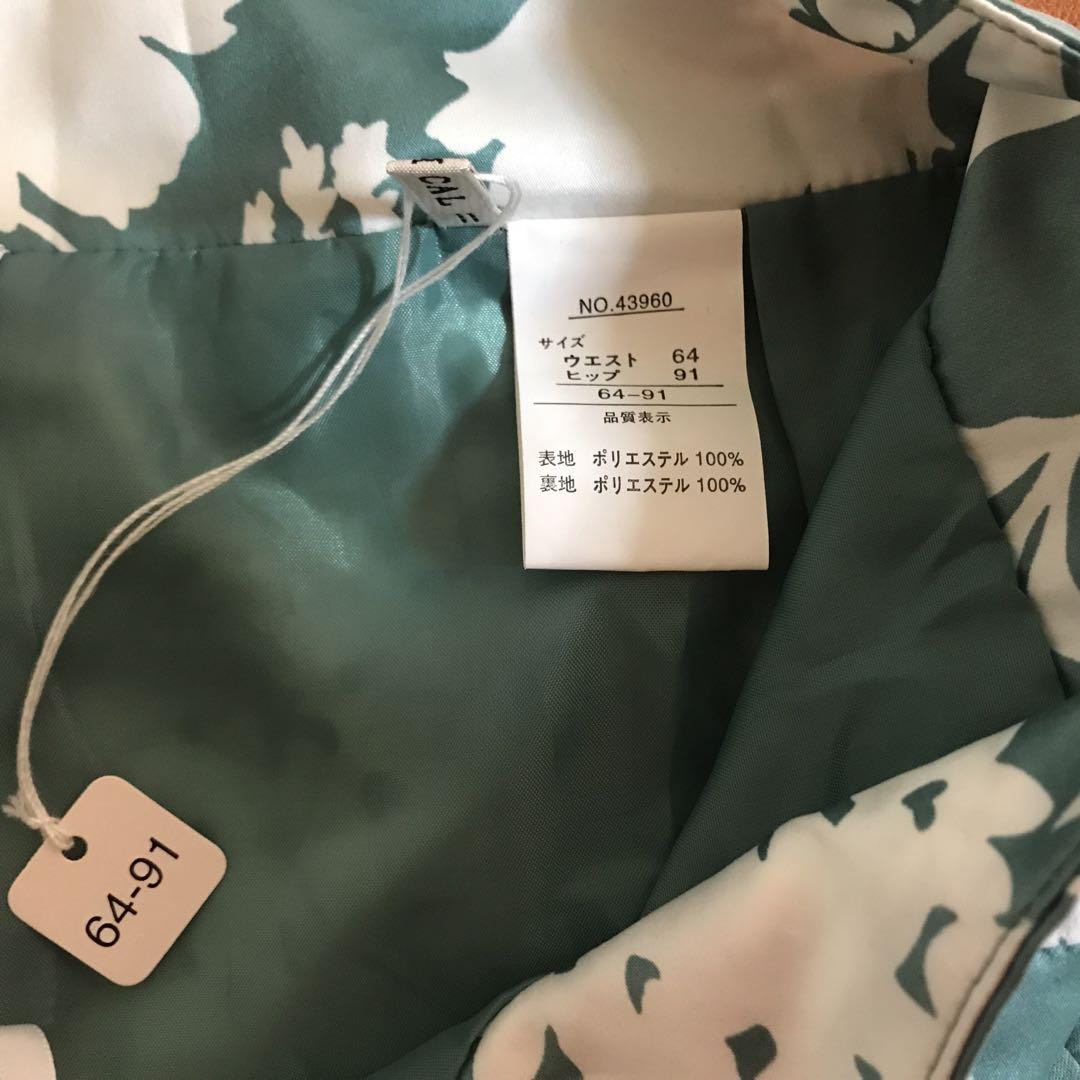 CAL
NO.43960
サイズ
ウエスト 64
ヒップ 91
64-91
品質表示
表地 ポリエステル 100%
裏地 ポリエステル 100%
64-91